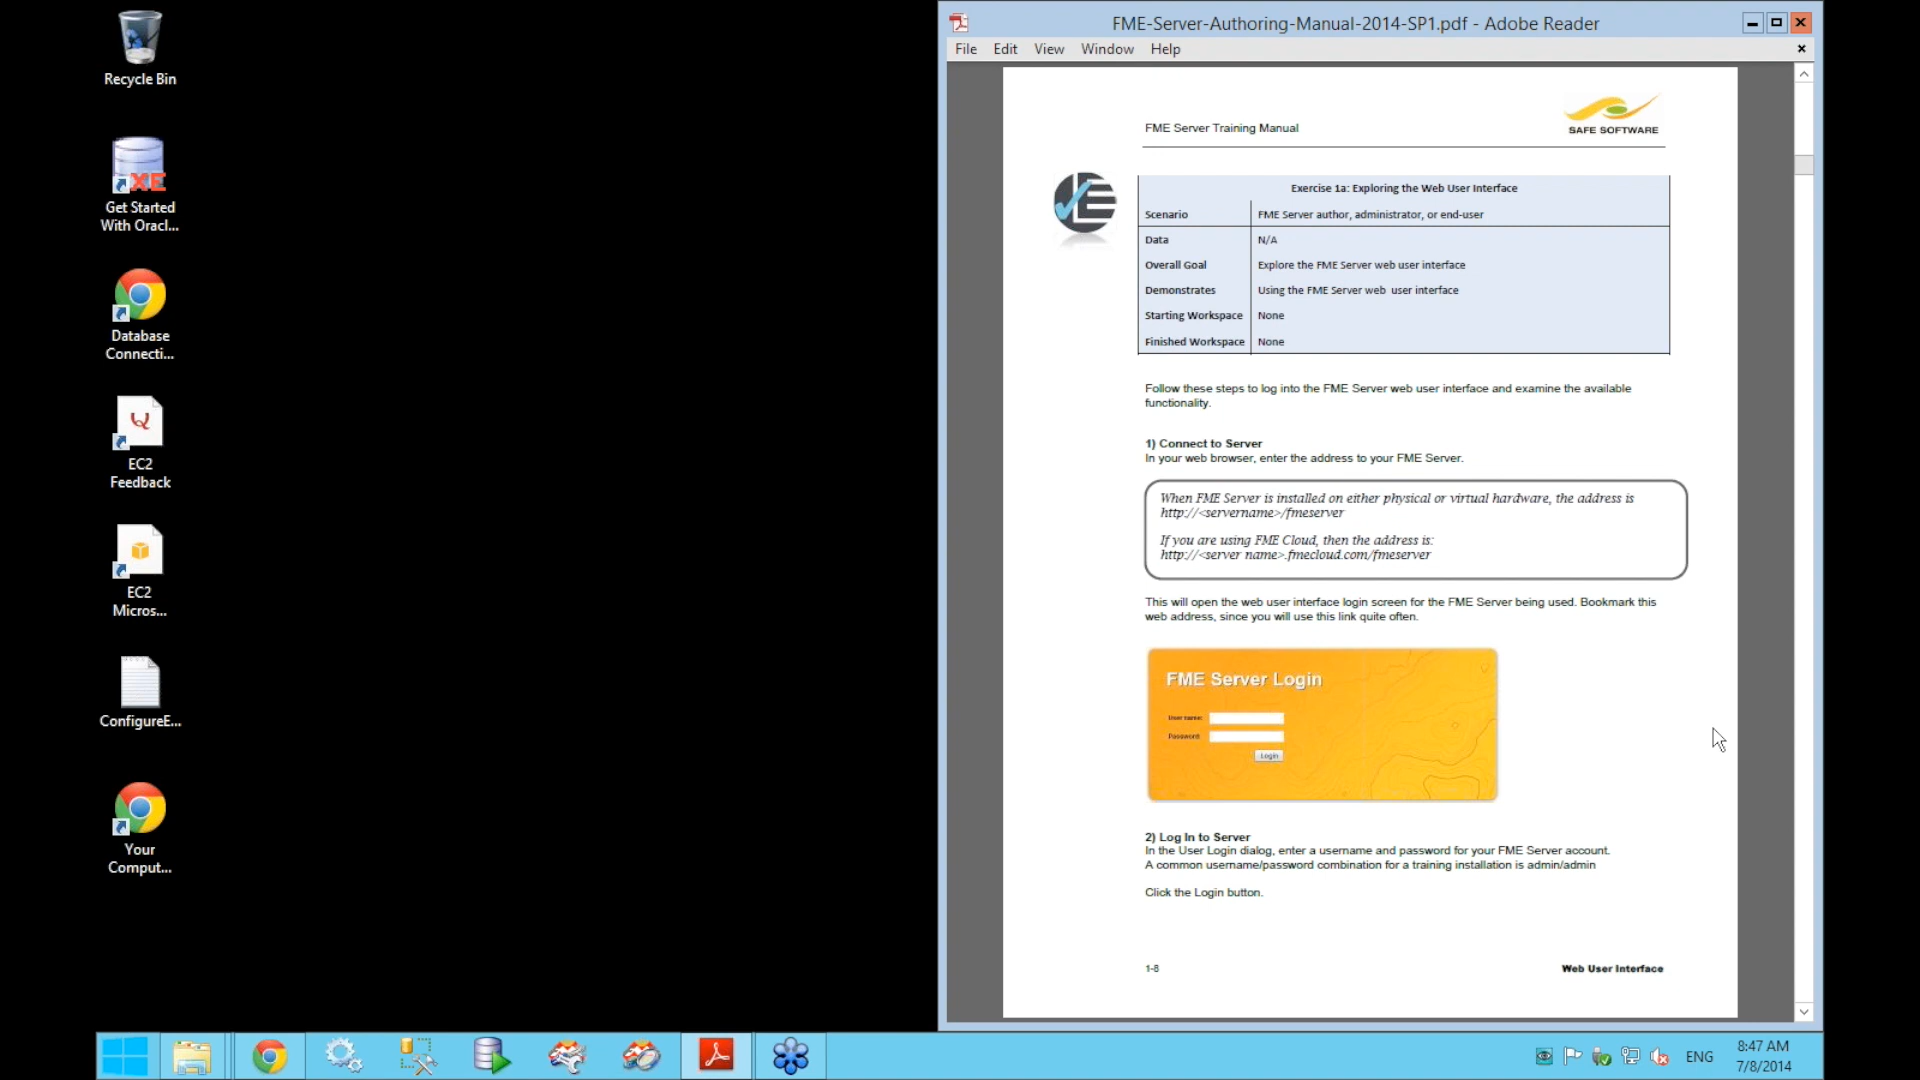 Recycle Bin
XE
Get Started
With Oracl...
Database
Connecti...
EC2
Feedback
EC2
Micros...
ConfigureE...
Your
Comput...
FME-Server-Authoring-Manual-2014-SP1.pdf - Adobe Reader
File Edit View Window Help
FME Server Training Manual
SAFE SOFTWARE
Exercise 1a: Exploring the Web User Interface
Scenario FME Server author, administrator, or end-user
Data N/A
Overall Goal Explore the FME Server web user interface
Demonstrates Using the FME Server web user interface
Starting Workspace None
Finished Workspace None
Follow these steps to log into the FME Server web user interface and examine the available
functionality.
1) Connect to Server
In your web browser, enter the address to your FME Server.
When FME Server is installed on either physical or virtual hardware, the address is
http://<servername>/fmeserver
If you are using FME Cloud, then the address is:
http://<server name>.fmecloud.com/fmeserver
This will open the web user interface login screen for the FME Server being used. Bookmark this
web address, since you will use this link quite often.
FME Server Login
User name:
Password:
Login
2) Log In to Server
In the User Login dialog, enter a username and password for your FME Server account.
A common username/password combination for a training installation is admin/admin
Click the Login button.
1-8 Web User Interface
ENG
8:47 AM
7/8/2014